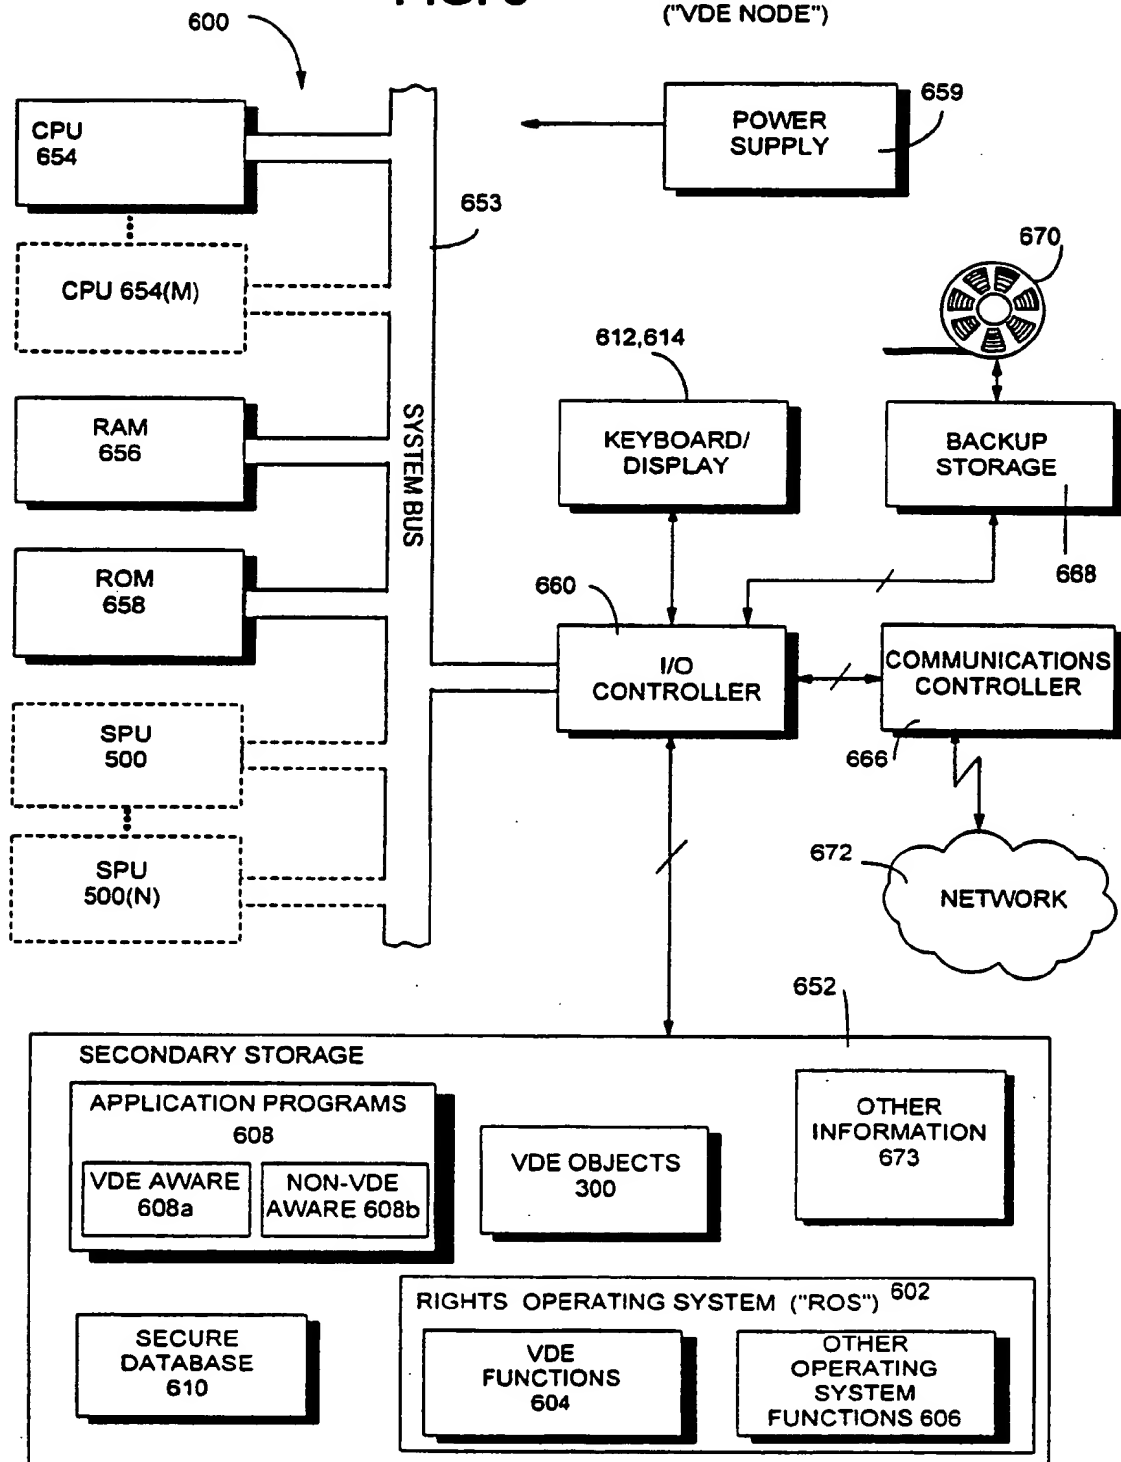 ("VDE NODE")
600
CPU
654
POWER
SUPPLY
659
653
CPU 654(M)
670
612,614
RAM
656
SYSTEM BUS
KEYBOARD/
DISPLAY
BACKUP
STORAGE
668
ROM
658
660
I/O
CONTROLLER
COMMUNICATIONS
CONTROLLER
666
SPU
500
SPU
500(N)
672
NETWORK
652
SECONDARY STORAGE
APPLICATION PROGRAMS
608
VDE AWARE
608a
NON-VDE
AWARE 608b
VDE OBJECTS
300
OTHER
INFORMATION
673
SECURE
DATABASE
610
RIGHTS OPERATING SYSTEM ("ROS") 602
VDE
FUNCTIONS
604
OTHER
OPERATING
SYSTEM
FUNCTIONS 606